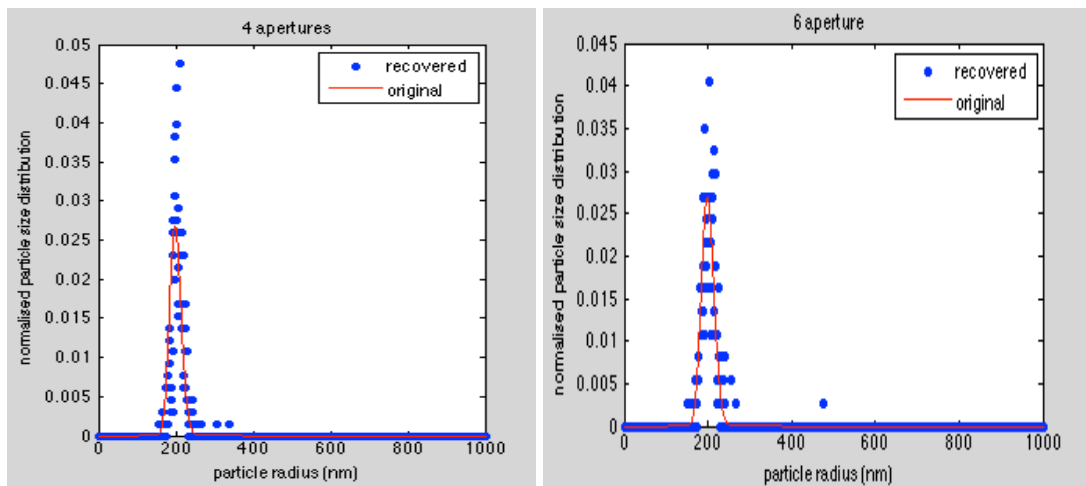 4 apertures
0.05
0.045
0.04
0.035
0.03
0.025
0.02
0.015
0.01
0.005
0
normalised particle size distribution
recovered
original
0 200 400 600 800 1000
particle radius (nm)
6 aperture
0.045
0.04
0.035
0.03
0.025
0.02
0.015
0.01
0.005
0
normalised particle size distribution
recovered
original
0 200 400 600 800 1000
particle radius (nm)